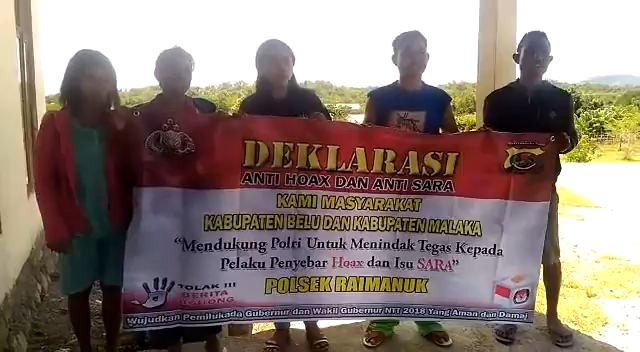 DEKLARASI
ANTI HOAX DAN ANTI SARA
KAMI MASYARAKAT
KABUPATEN BELU DAN KABUPATEN MALAKA
"Mendukung Polri Untuk Menindak Tegas Kepada
Pelaku Penyebar Hoax dan Isu SARA"
POLSEK RAIMANUK
TOLAK !!!
BERITA
BOHONG
Wujudkan Pemilukada Gubernur dan Wakil Gubernur NTT 2018 Yang Aman dan Damai